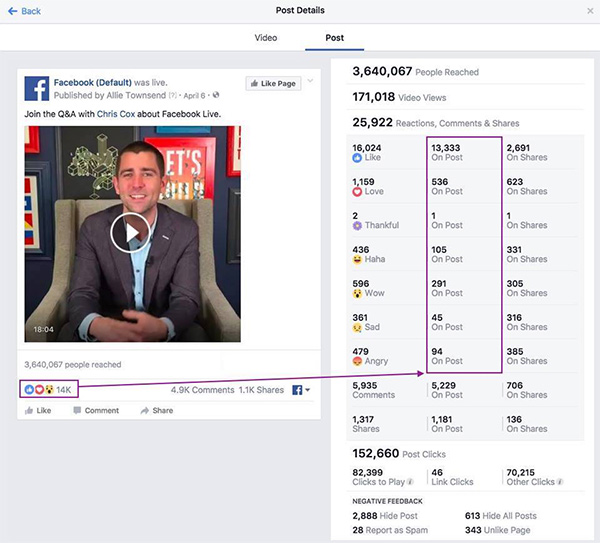 Back
Post Details
×
Video
Post
Facebook (Default) was live.
Published by Allie Townsend [?] · April 6 ·
Like Page
Join the Q&A with Chris Cox about Facebook Live.
LET'S
18:04
3,640,067 people reached
14K
4.9K Comments 1.1K Shares
Like
Comment
Share
3,640,067 People Reached
171,018 Video Views
25,922 Reactions, Comments & Shares
16,024 13,333 2,691
Like On Post On Shares
1,159 536 623
Love On Post On Shares
2 1 1
Thankful On Post On Shares
436 105 331
Haha On Post On Shares
596 291 305
Wow On Post On Shares
361 45 316
Sad On Post On Shares
479 94 385
Angry On Post On Shares
5,935 5,229 706
Comments On Post On Shares
1,317 1,181 136
Shares On Post On Shares
152,660 Post Clicks
82,399 46 70,215
Clicks to Play Link Clicks Other Clicks
NEGATIVE FEEDBACK
2,888 Hide Post 613 Hide All Posts
28 Report as Spam 343 Unlike Page